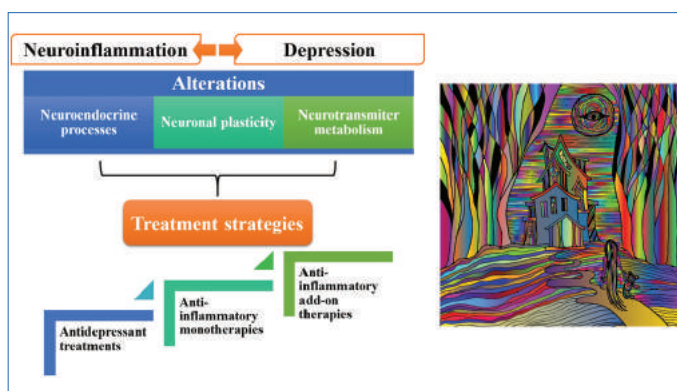 Neuroinflammation
Depression
Alterations
Neuroendocrine
processes
Neuronal plasticity
Neurotransmiter
metabolism
Treatment strategies
Antidepressant
treatments
Anti-
inflammatory
monotherapies
Anti-
inflammatory
add-on
therapies